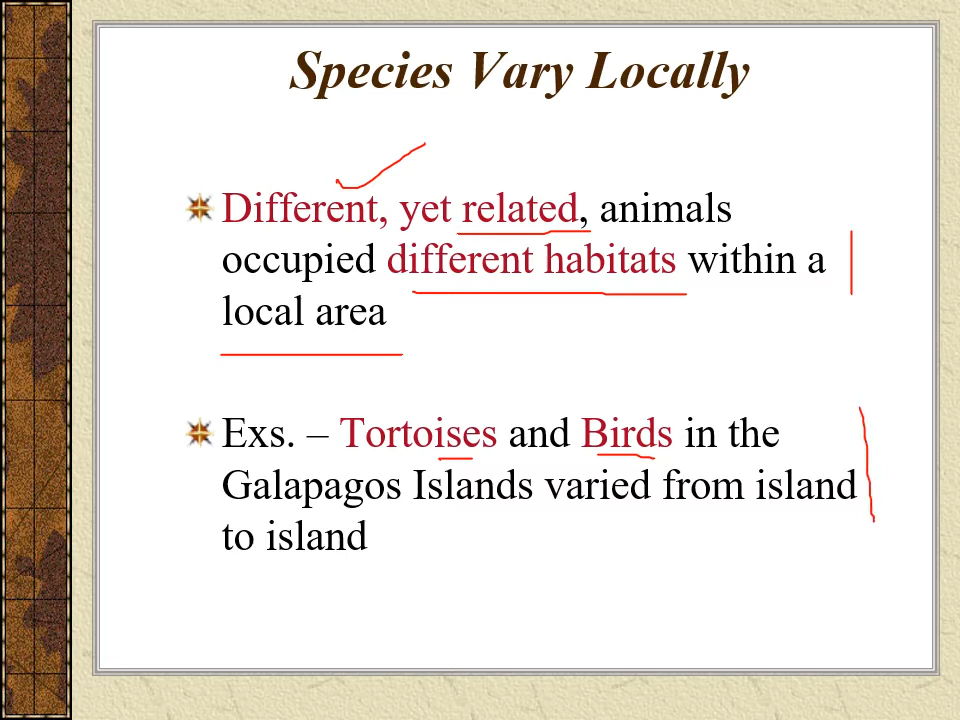 Species Vary Locally
Different, yet related, animals
occupied different habitats within a
local area
Exs. – Tortoises and Birds in the
Galapagos Islands varied from island
to island